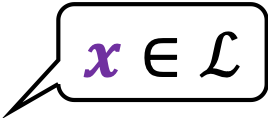 𝒙 ∈ ℒ